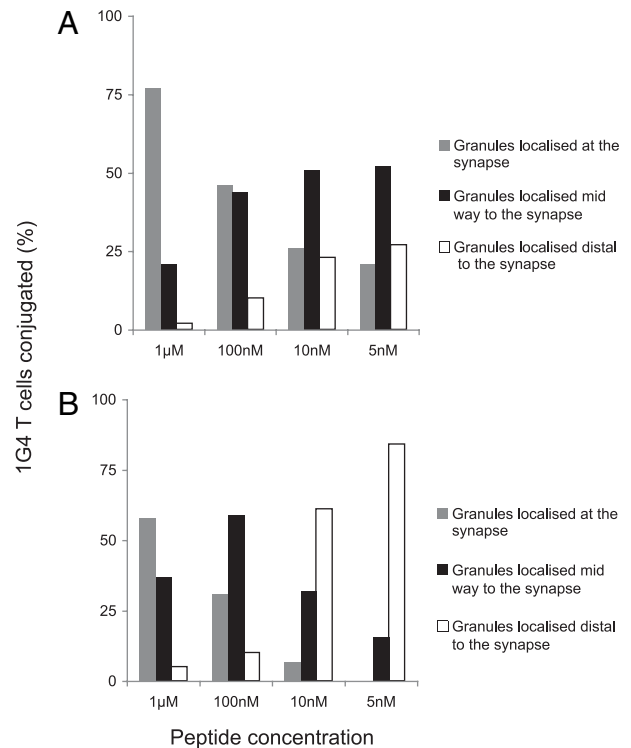 A
100
75
50
25
0
1µM 100nM 10nM 5nM
Granules localised at the
synapse
Granules localised mid
way to the synapse
Granules localised distal
to the synapse
1G4 T cells conjugated (%)
B
100
75
50
25
0
1µM 100nM 10nM 5nM
Granules localised at the
synapse
Granules localised mid
way to the synapse
Granules localised distal
to the synapse
Peptide concentration